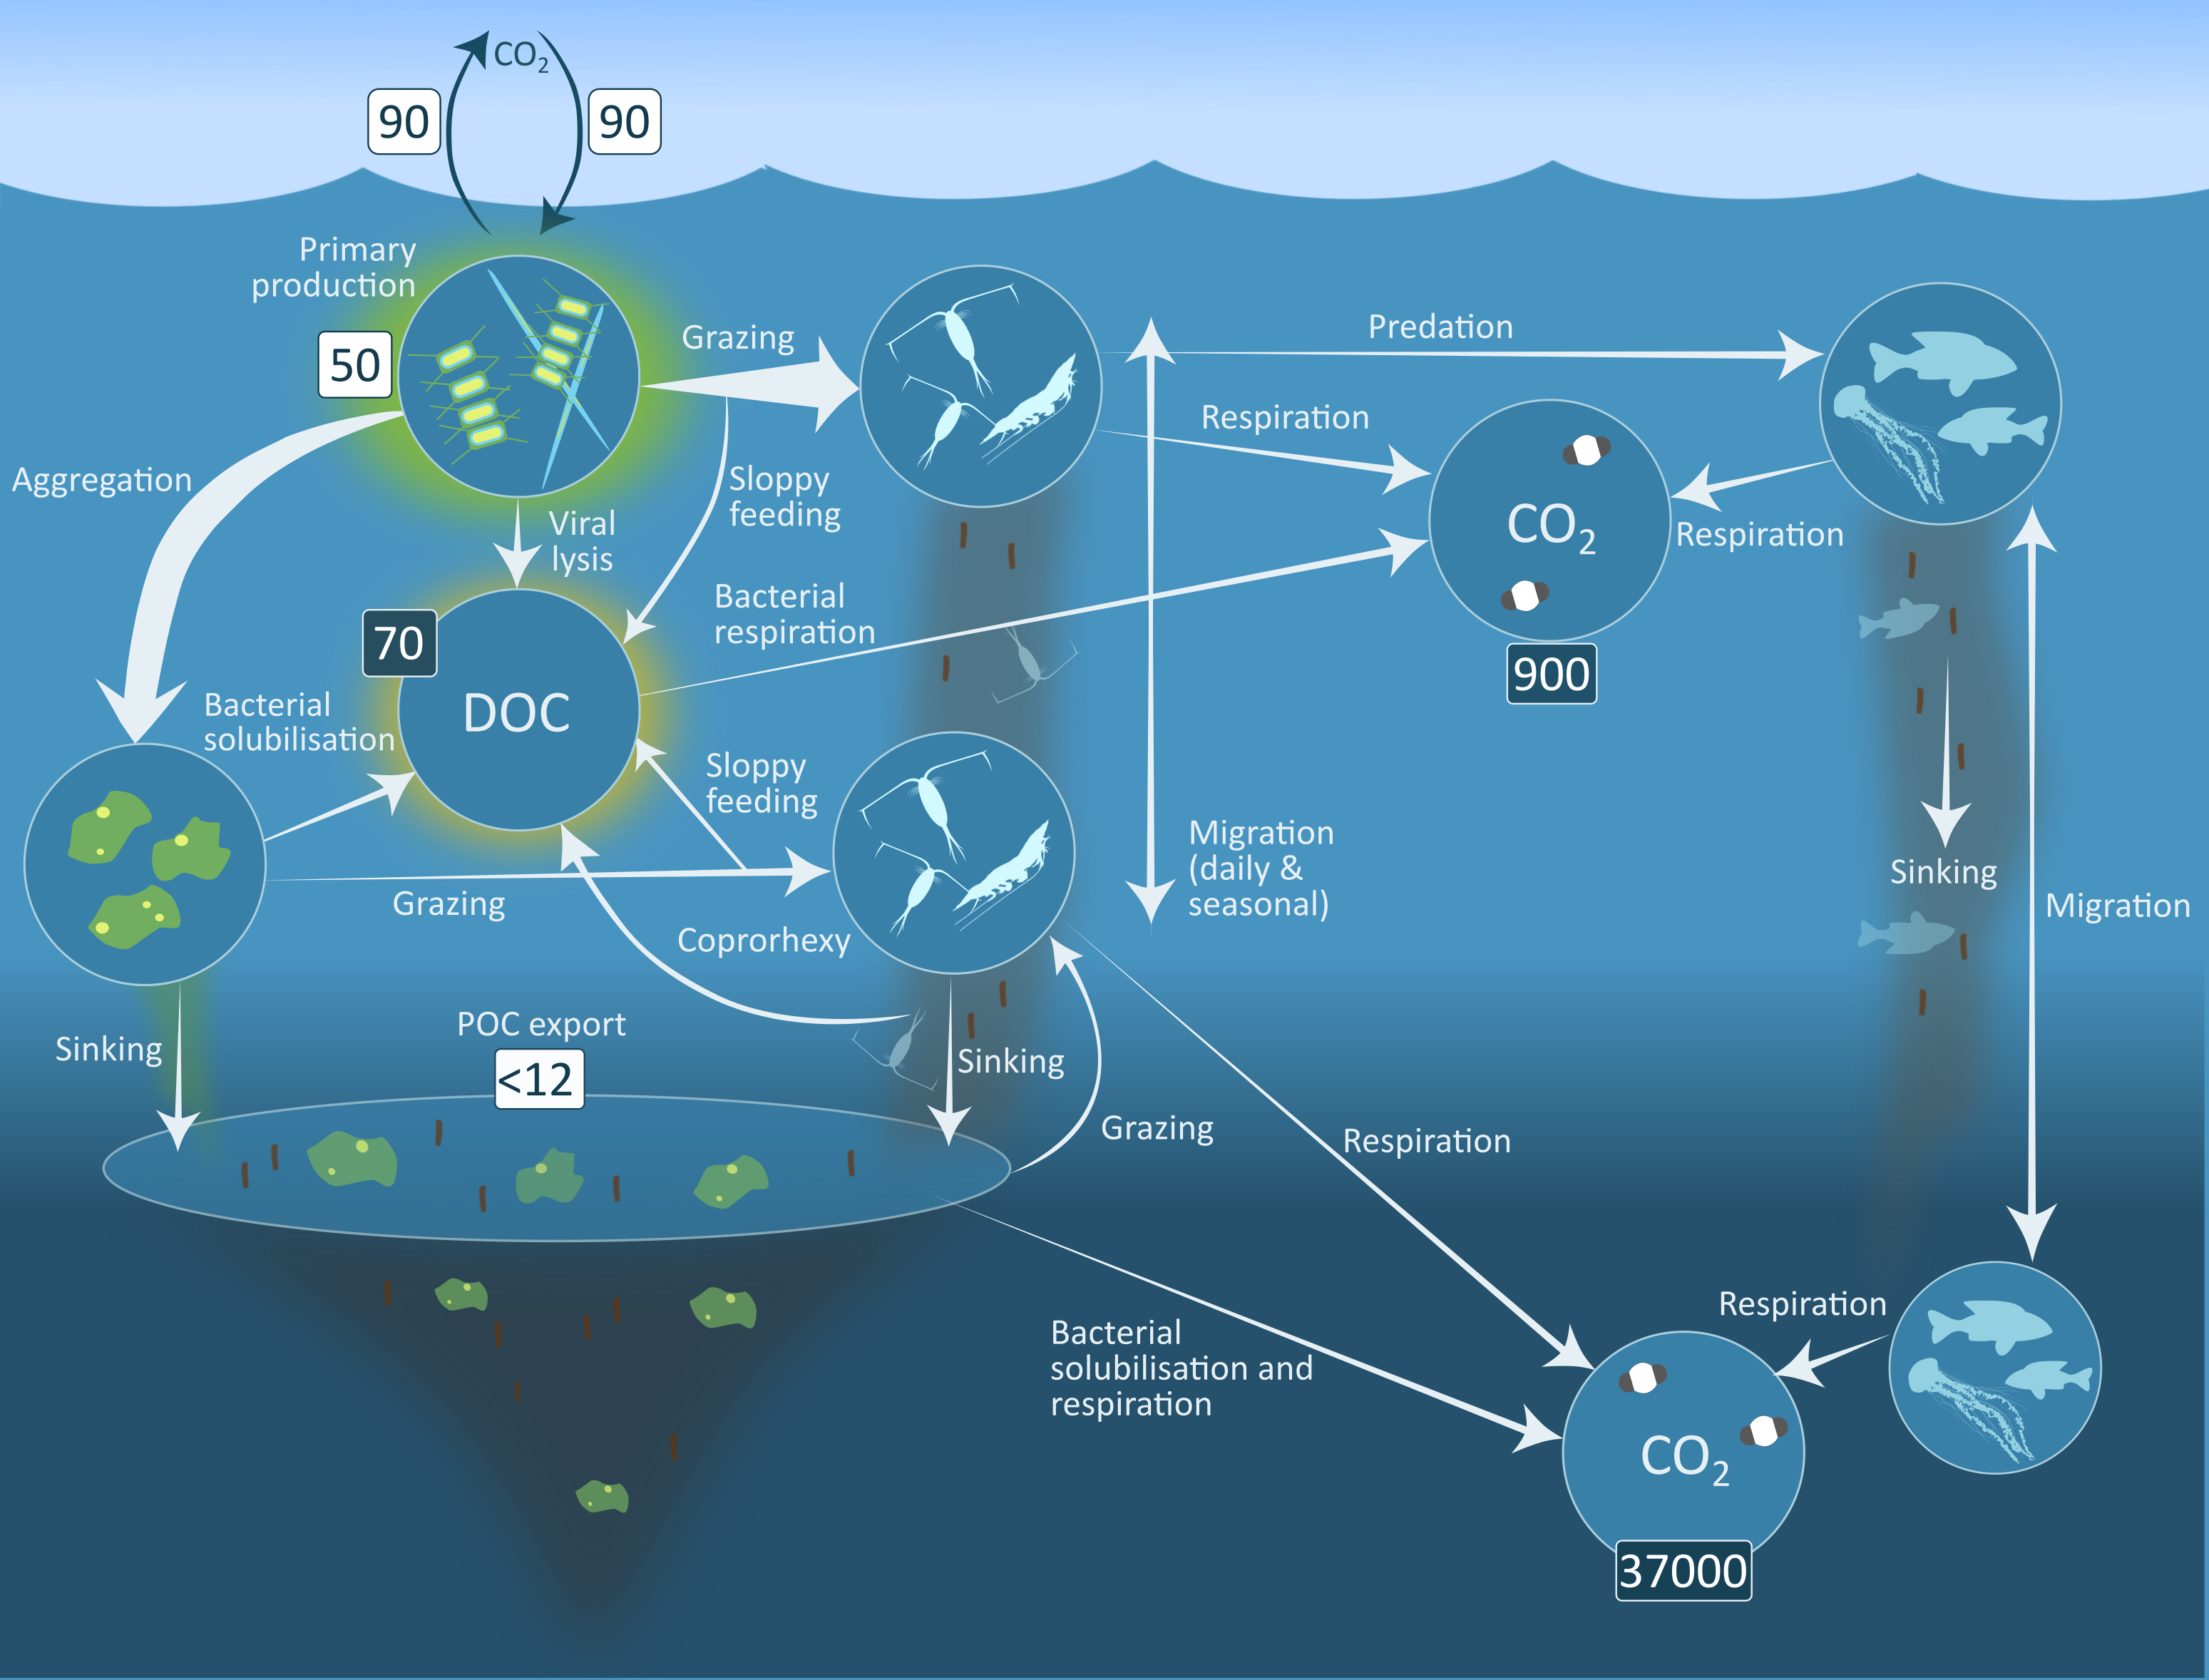 CO2
90
90
Primary
production
50
Grazing
Predation
Respiration
Aggregation
Sloppy
feeding
Viral
lysis
CO2
Respiration
Bacterial
respiration
70
900
DOC
Bacterial
solubilisation
Sloppy
feeding
Migration
(daily &
seasonal)
Sinking
Grazing
Migration
Coprorhexy
POC export
Sinking
<12
Sinking
Grazing
Respiration
Respiration
Bacterial
solubilisation and
respiration
CO2
37000